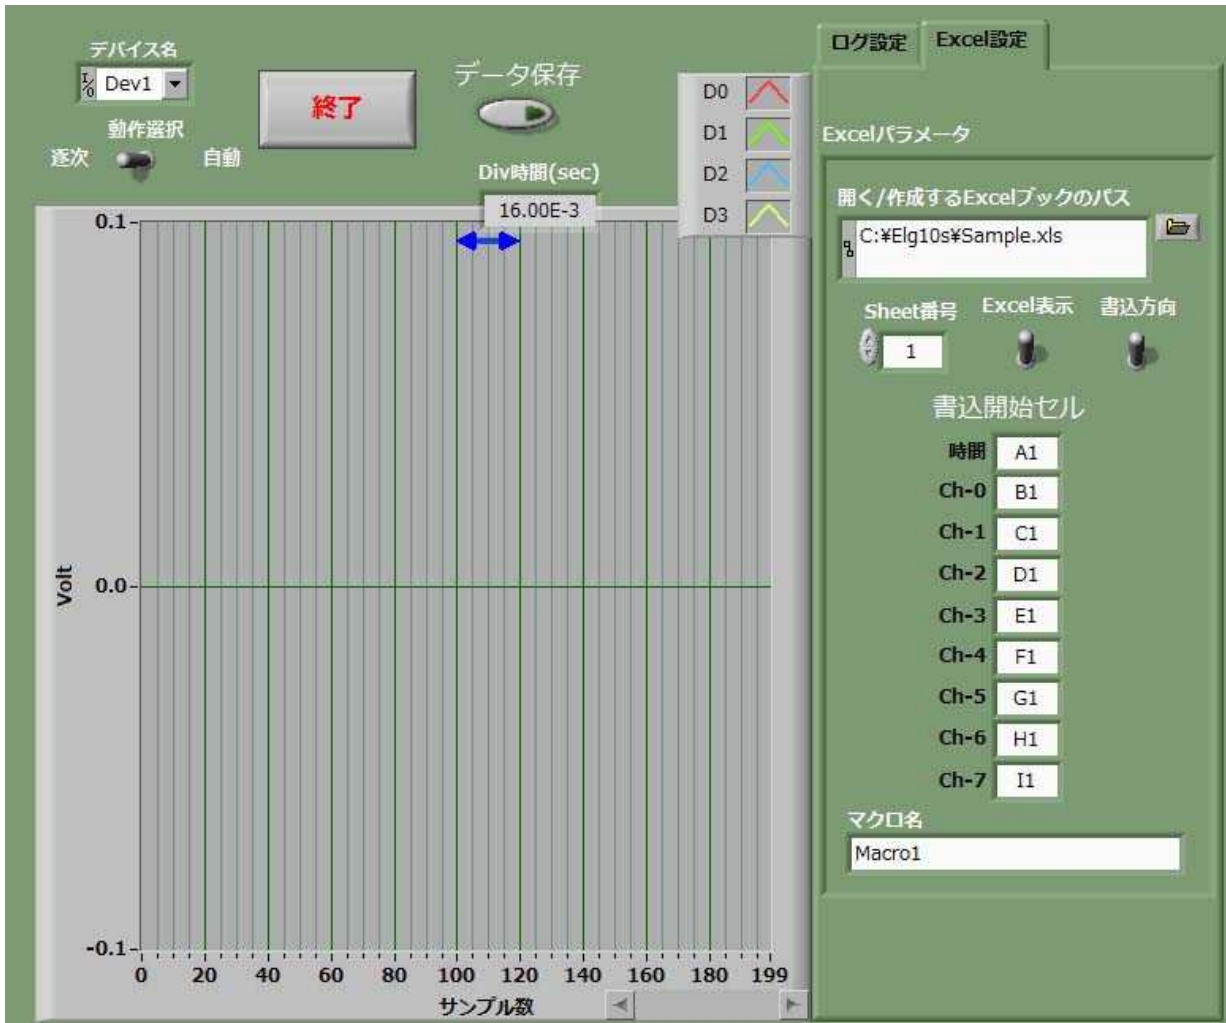 デバイス名
Dev1
動作選択
逐次
自動
終了
データ保存
Div時間(sec)
16.00E-3
D0
D1
D2
D3
0.1
0.0
-0.1
Volt
0 20 40 60 80 100 120 140 160 180 199
サンプル数
ログ設定 Excel設定
Excelパラメータ
開く/作成するExcelブックのパス
C:¥Elg10s¥Sample.xls
Sheet番号 Excel表示 書込方向
1
書込開始セル
時間 A1
Ch-0 B1
Ch-1 C1
Ch-2 D1
Ch-3 E1
Ch-4 F1
Ch-5 G1
Ch-6 H1
Ch-7 I1
マクロ名
Macro1